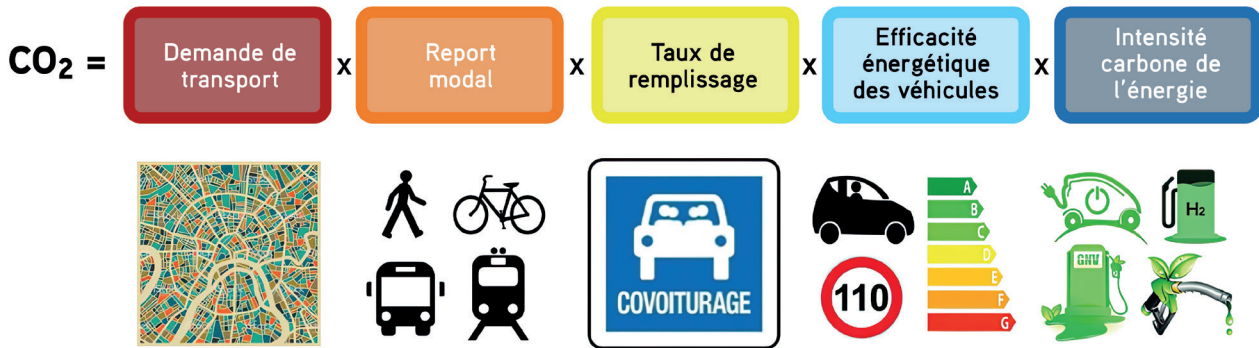 CO₂ =
Demande de
transport
x
Report
modal
x
Taux de
remplissage
x
Efficacité
énergétique
des véhicules
x
Intensité
carbone de
l'énergie
COVOITURAGE
110
A
B
C
D
E
F
G
H₂
GNV